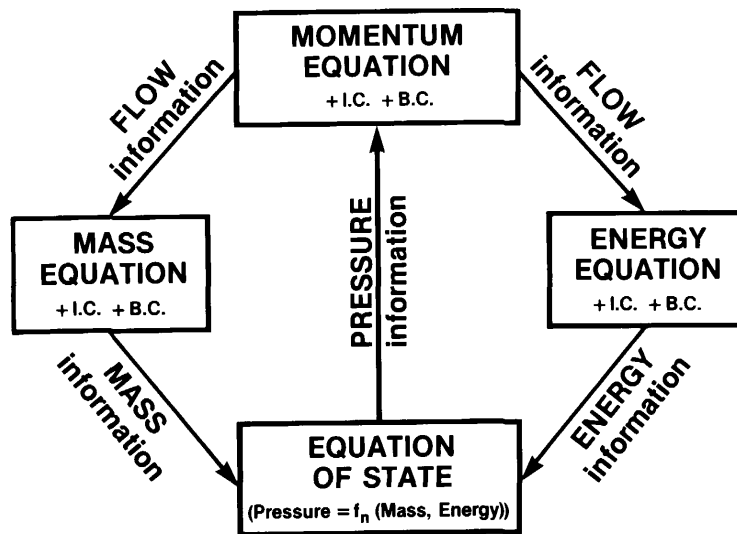 MOMENTUM
EQUATION
+ I.C. + B.C.
FLOW
information
FLOW
information
MASS
EQUATION
+ I.C. + B.C.
PRESSURE
information
ENERGY
EQUATION
+ I.C. + B.C.
MASS
information
ENERGY
information
EQUATION
OF STATE
(Pressure = fn (Mass, Energy))